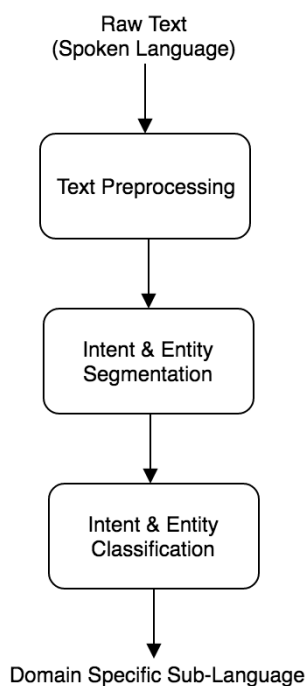 Raw Text
(Spoken Language)
Text Preprocessing
Intent & Entity
Segmentation
Intent & Entity
Classification
Domain Specific Sub-Language